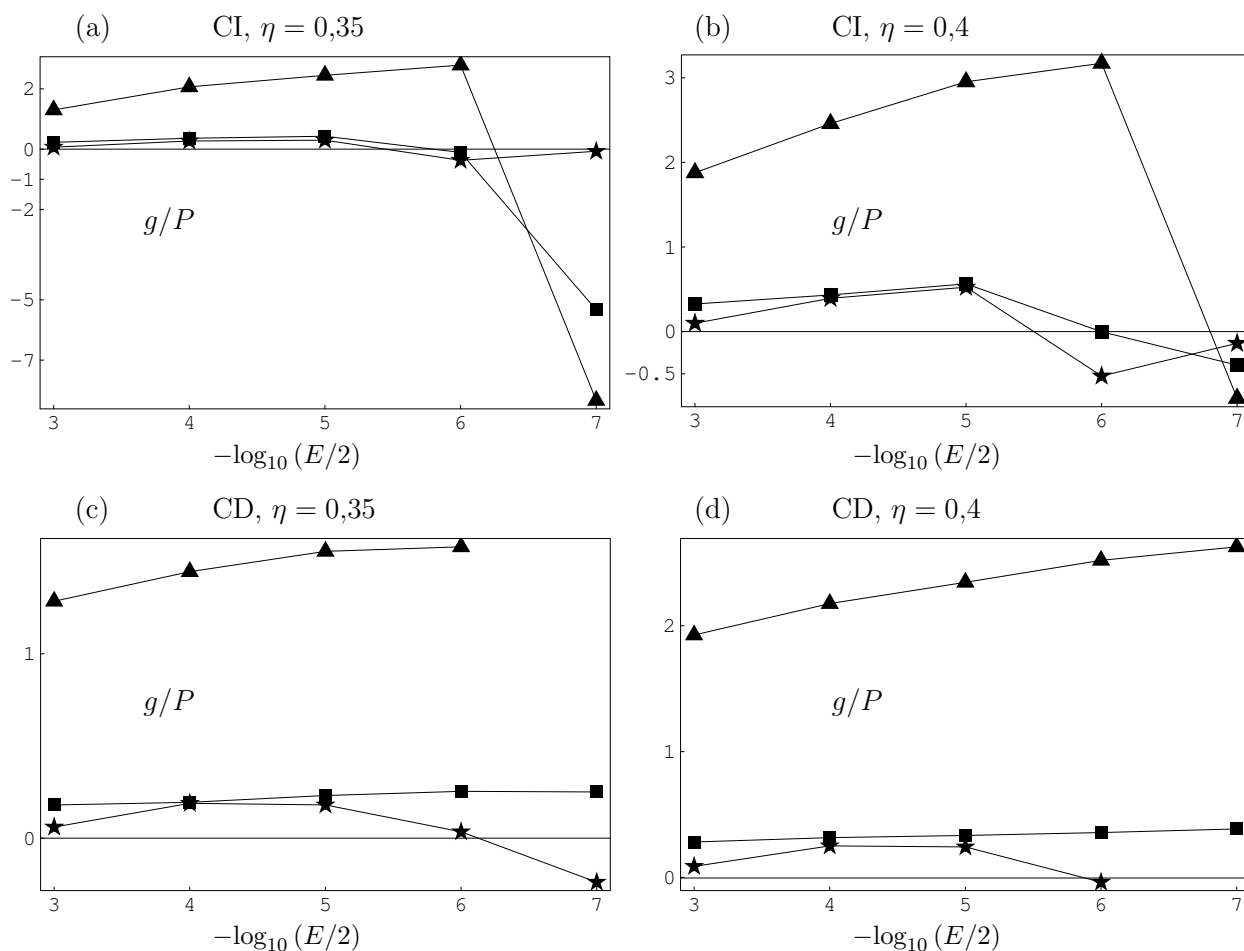 (a) CI, η = 0,35
2
0
−1
−2
−5
−7
g/P
3 4 5 6 7
−log₁₀ (E/2)
(b) CI, η = 0,4
3
2
1
0
−0.5
g/P
3 4 5 6 7
−log₁₀ (E/2)
(c) CD, η = 0,35
1
0
g/P
3 4 5 6 7
−log₁₀ (E/2)
(d) CD, η = 0,4
2
1
0
g/P
3 4 5 6 7
−log₁₀ (E/2)